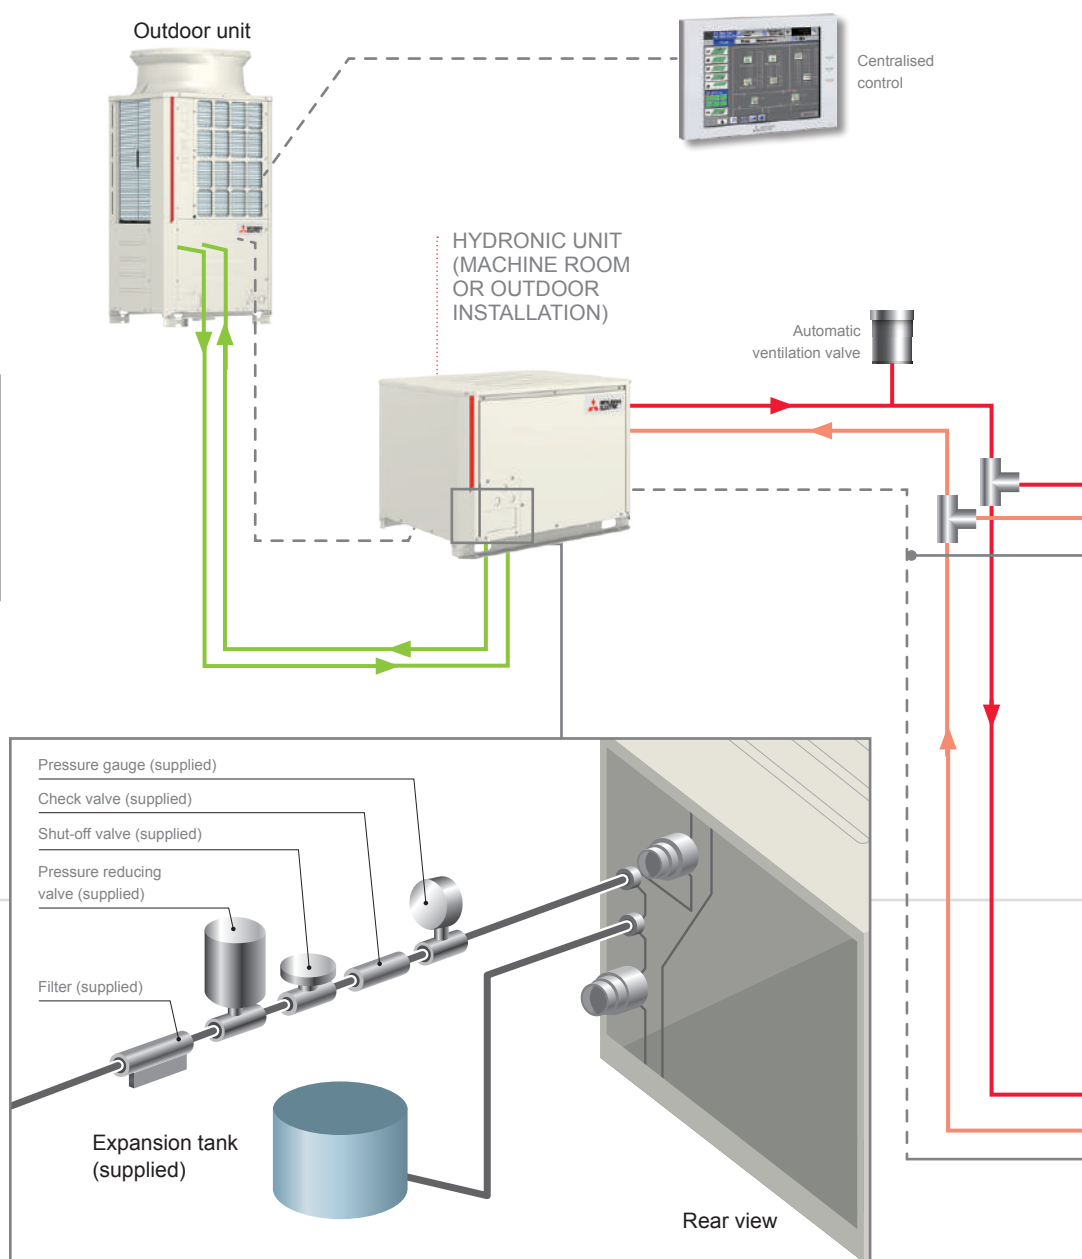 Outdoor unit
Centralised
control
HYDRONIC UNIT
(MACHINE ROOM
OR OUTDOOR
INSTALLATION)
Automatic
ventilation valve
Pressure gauge (supplied)
Check valve (supplied)
Shut-off valve (supplied)
Pressure reducing
valve (supplied)
Filter (supplied)
Expansion tank
(supplied)
Rear view